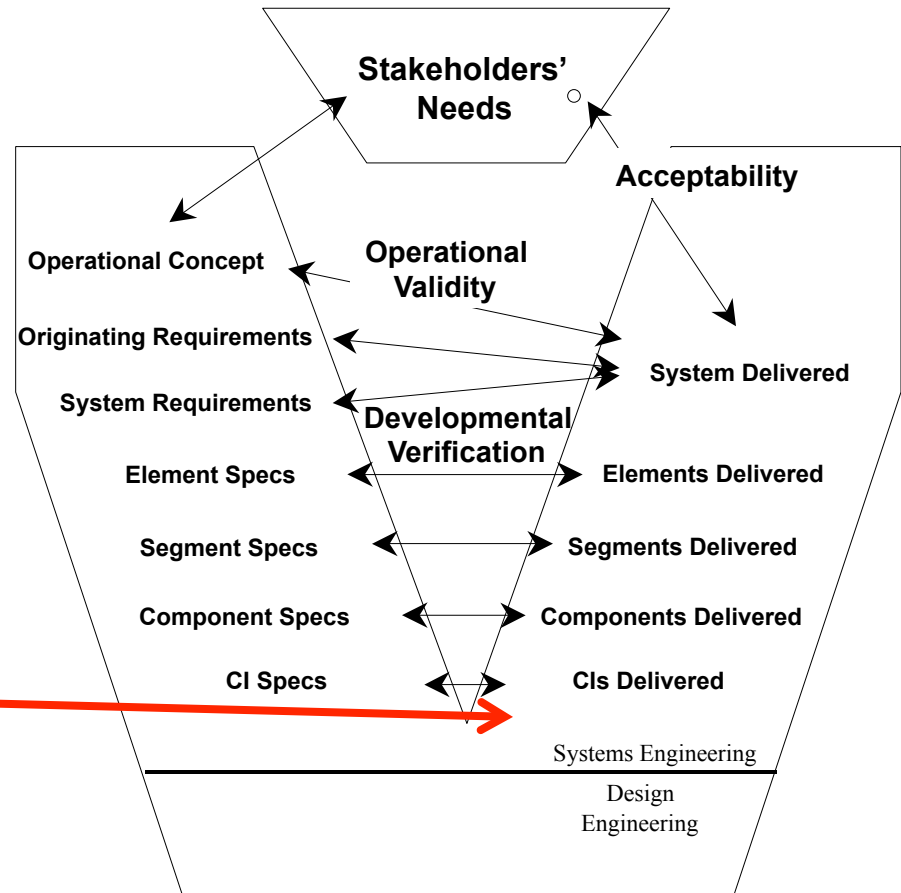 Stakeholders’
Needs
Acceptability
Operational Concept
Operational
Validity
Originating Requirements
System Delivered
System Requirements
Developmental
Verification
Element Specs
Elements Delivered
Segment Specs
Segments Delivered
Component Specs
Components Delivered
CI Specs
CIs Delivered
Systems Engineering
Design
Engineering